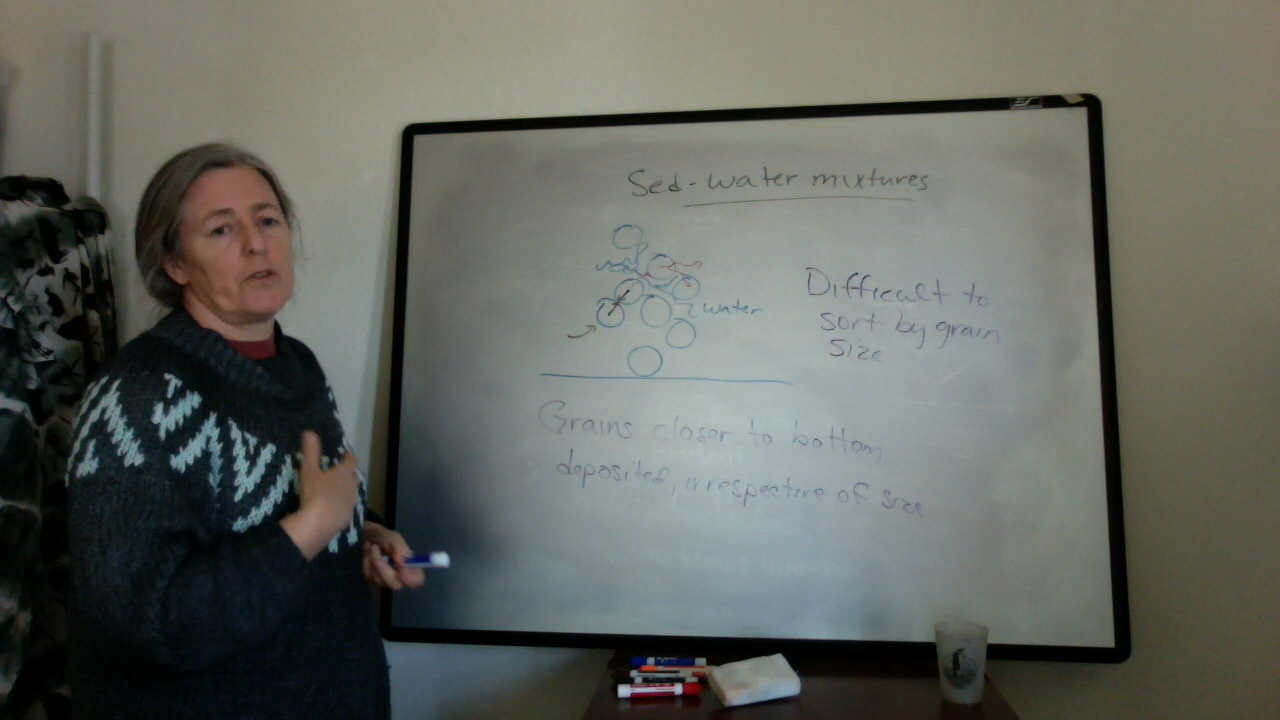 Sed-water mixtures
water
Difficult to
sort by grain
size
Grains closer to bottom
deposited, irrespective of size